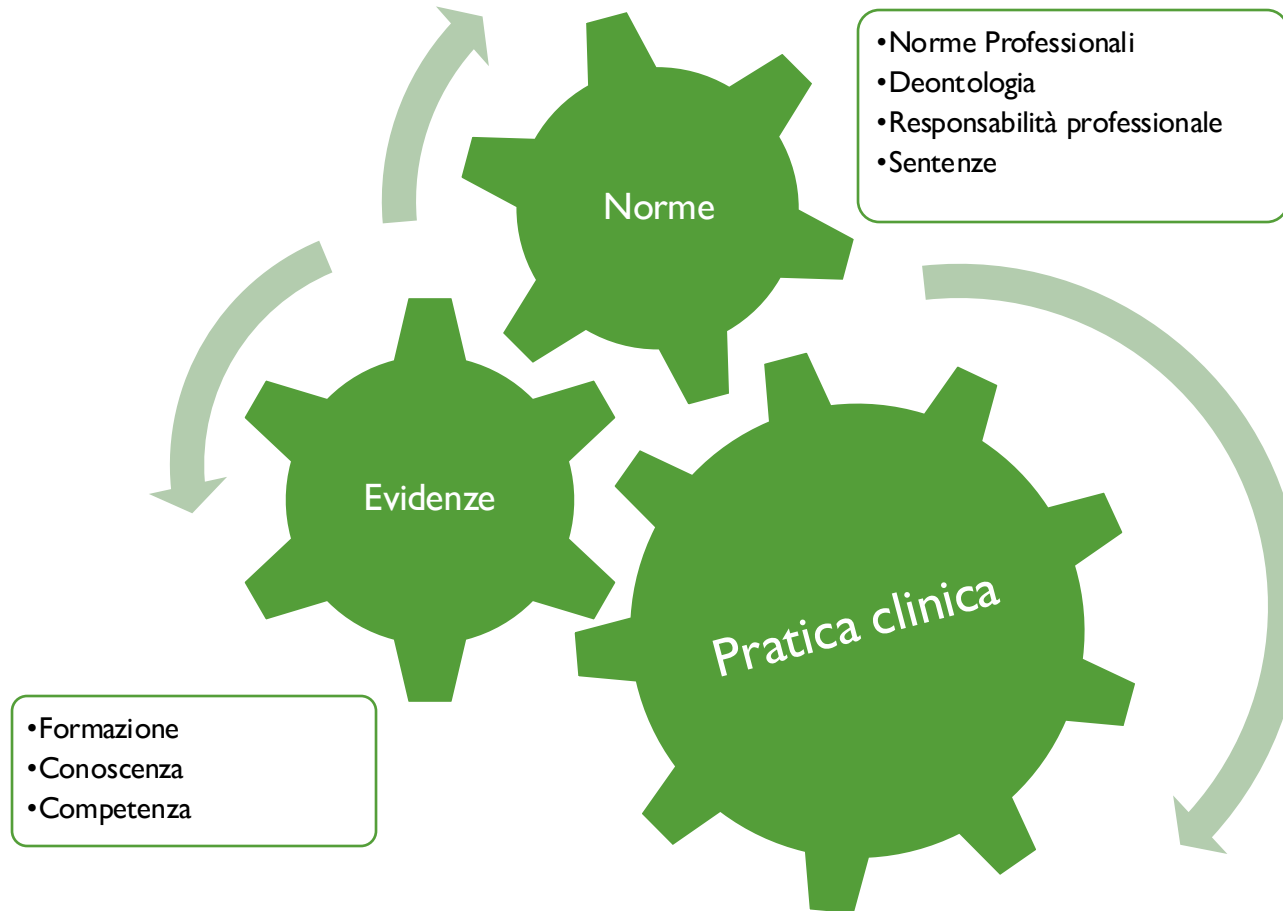 •Norme Professionali
•Deontologia
•Responsabilità professionale
•Sentenze
Norme
Evidenze
Pratica clinica
•Formazione
•Conoscenza
•Competenza